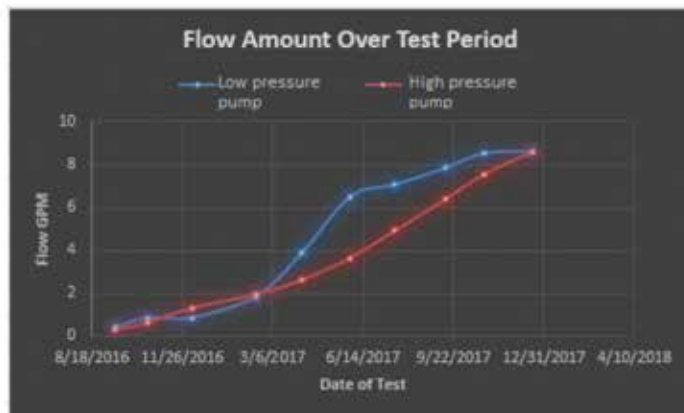 Flow Amount Over Test Period
Low pressure
pump
High pressure
pump
10
8
6
4
2
0
Flow GPM
8/18/2016 11/26/2016 3/6/2017 6/14/2017 9/22/2017 12/31/2017 4/10/2018
Date of Test